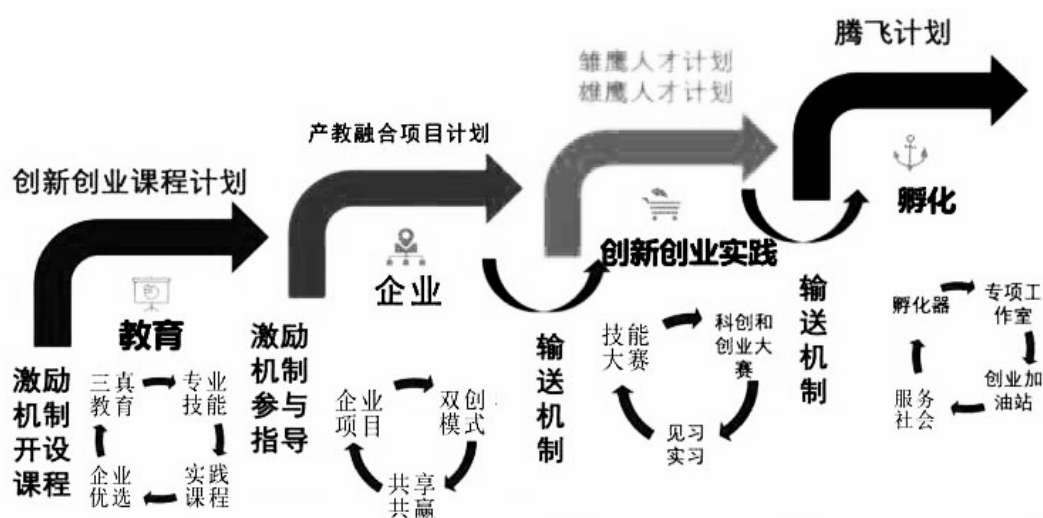 腾飞计划
雏鹰人才计划
雄鹰人才计划
产教融合项目计划
创新创业课程计划
孵化
创新创业实践
企业
教育
激励
机制
开设
课程
三真
教育
专业
技能
实践
课程
企业
优选
激励
机制
参与
指导
企业
项目
双创
模式
共享
共赢
输
送
机
制
技能
大赛
科创和
创业大
赛
见习
实习
输
送
机
制
孵化器
专项工
作室
创业加
油站
服务
社会